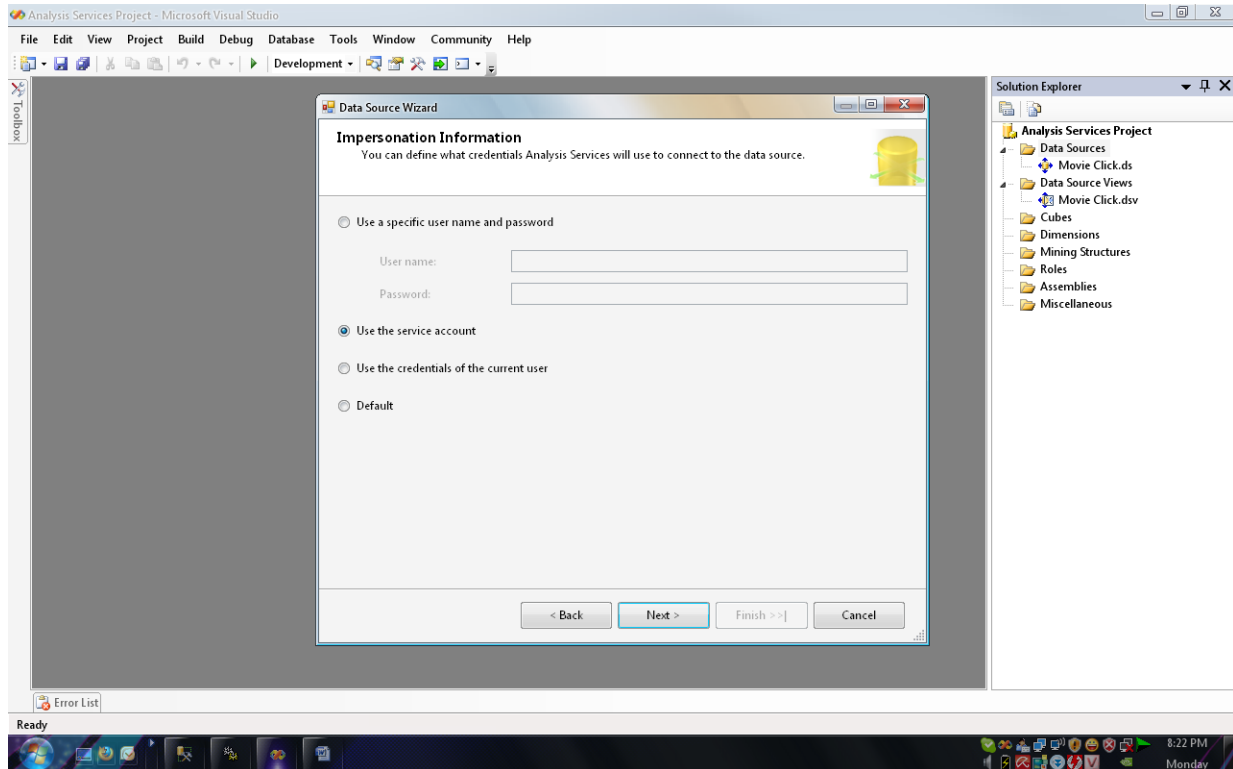 Analysis Services Project - Microsoft Visual Studio
File Edit View Project Build Debug Database Tools Window Community Help
Development
Toolbox
Data Source Wizard
Impersonation Information
You can define what credentials Analysis Services will use to connect to the data source.
Use a specific user name and password
User name:
Password:
Use the service account
Use the credentials of the current user
Default
< Back Next > Finish >>| Cancel
Solution Explorer
Analysis Services Project
Data Sources
Movie Click.ds
Data Source Views
Movie Click.dsv
Cubes
Dimensions
Mining Structures
Roles
Assemblies
Miscellaneous
Error List
Ready
8:22 PM
Monday